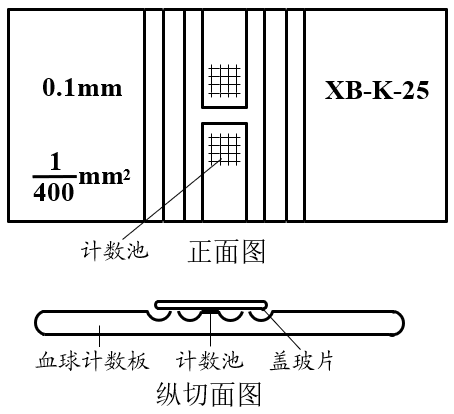 0.1mm
XB-K-25
1/400 mm²
计数池
正面图
血球计数板
计数池
盖玻片
纵切面图